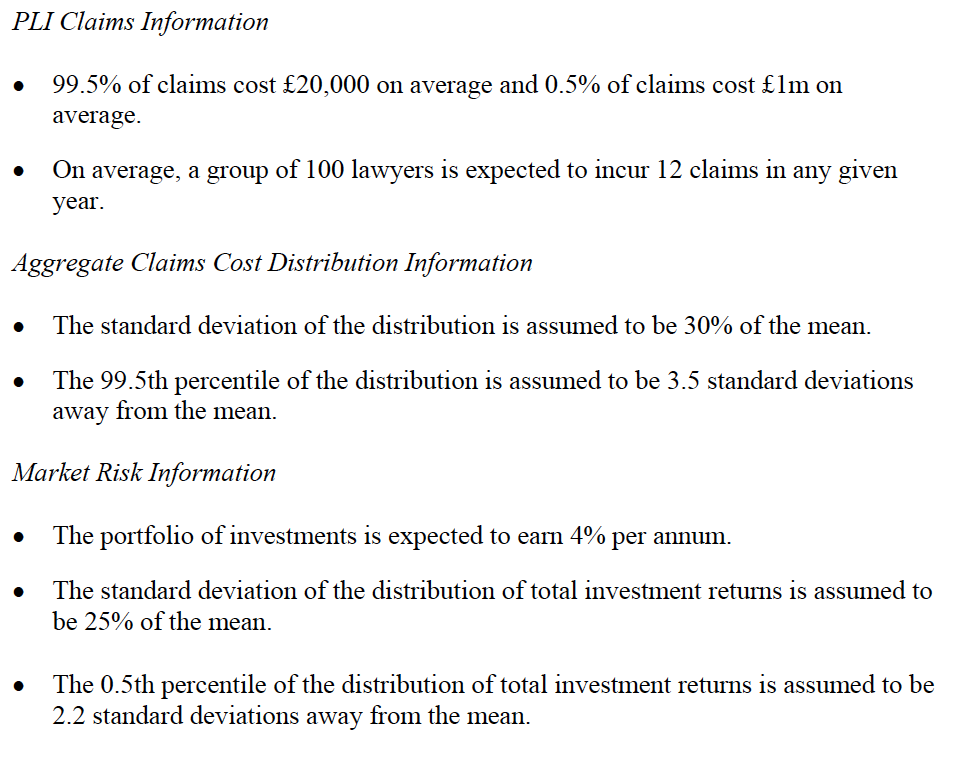 PLI Claims Information
• 99.5% of claims cost £20,000 on average and 0.5% of claims cost £1m on
average.
• On average, a group of 100 lawyers is expected to incur 12 claims in any given
year.
Aggregate Claims Cost Distribution Information
• The standard deviation of the distribution is assumed to be 30% of the mean.
• The 99.5th percentile of the distribution is assumed to be 3.5 standard deviations
away from the mean.
Market Risk Information
• The portfolio of investments is expected to earn 4% per annum.
• The standard deviation of the distribution of total investment returns is assumed to
be 25% of the mean.
• The 0.5th percentile of the distribution of total investment returns is assumed to be
2.2 standard deviations away from the mean.